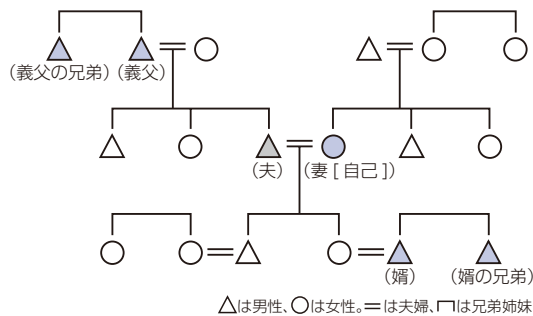 (義父の兄弟) (義父)
(夫) (妻[自己])
(婿) (婿の兄弟)
△は男性、○は女性。=は夫婦、┌┐は兄弟姉妹